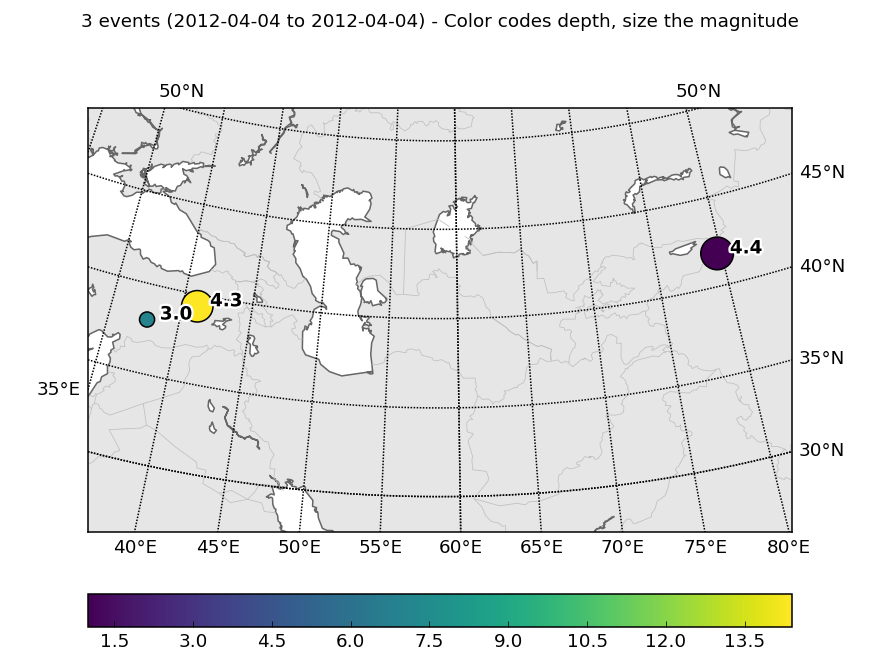 3 events (2012-04-04 to 2012-04-04) - Color codes depth, size the magnitude
50°N 50°N
45°N
4.4
40°N
4.3
3.0
35°N
35°E
30°N
40°E 45°E 50°E 55°E 60°E 65°E 70°E 75°E 80°E
1.5 3.0 4.5 6.0 7.5 9.0 10.5 12.0 13.5